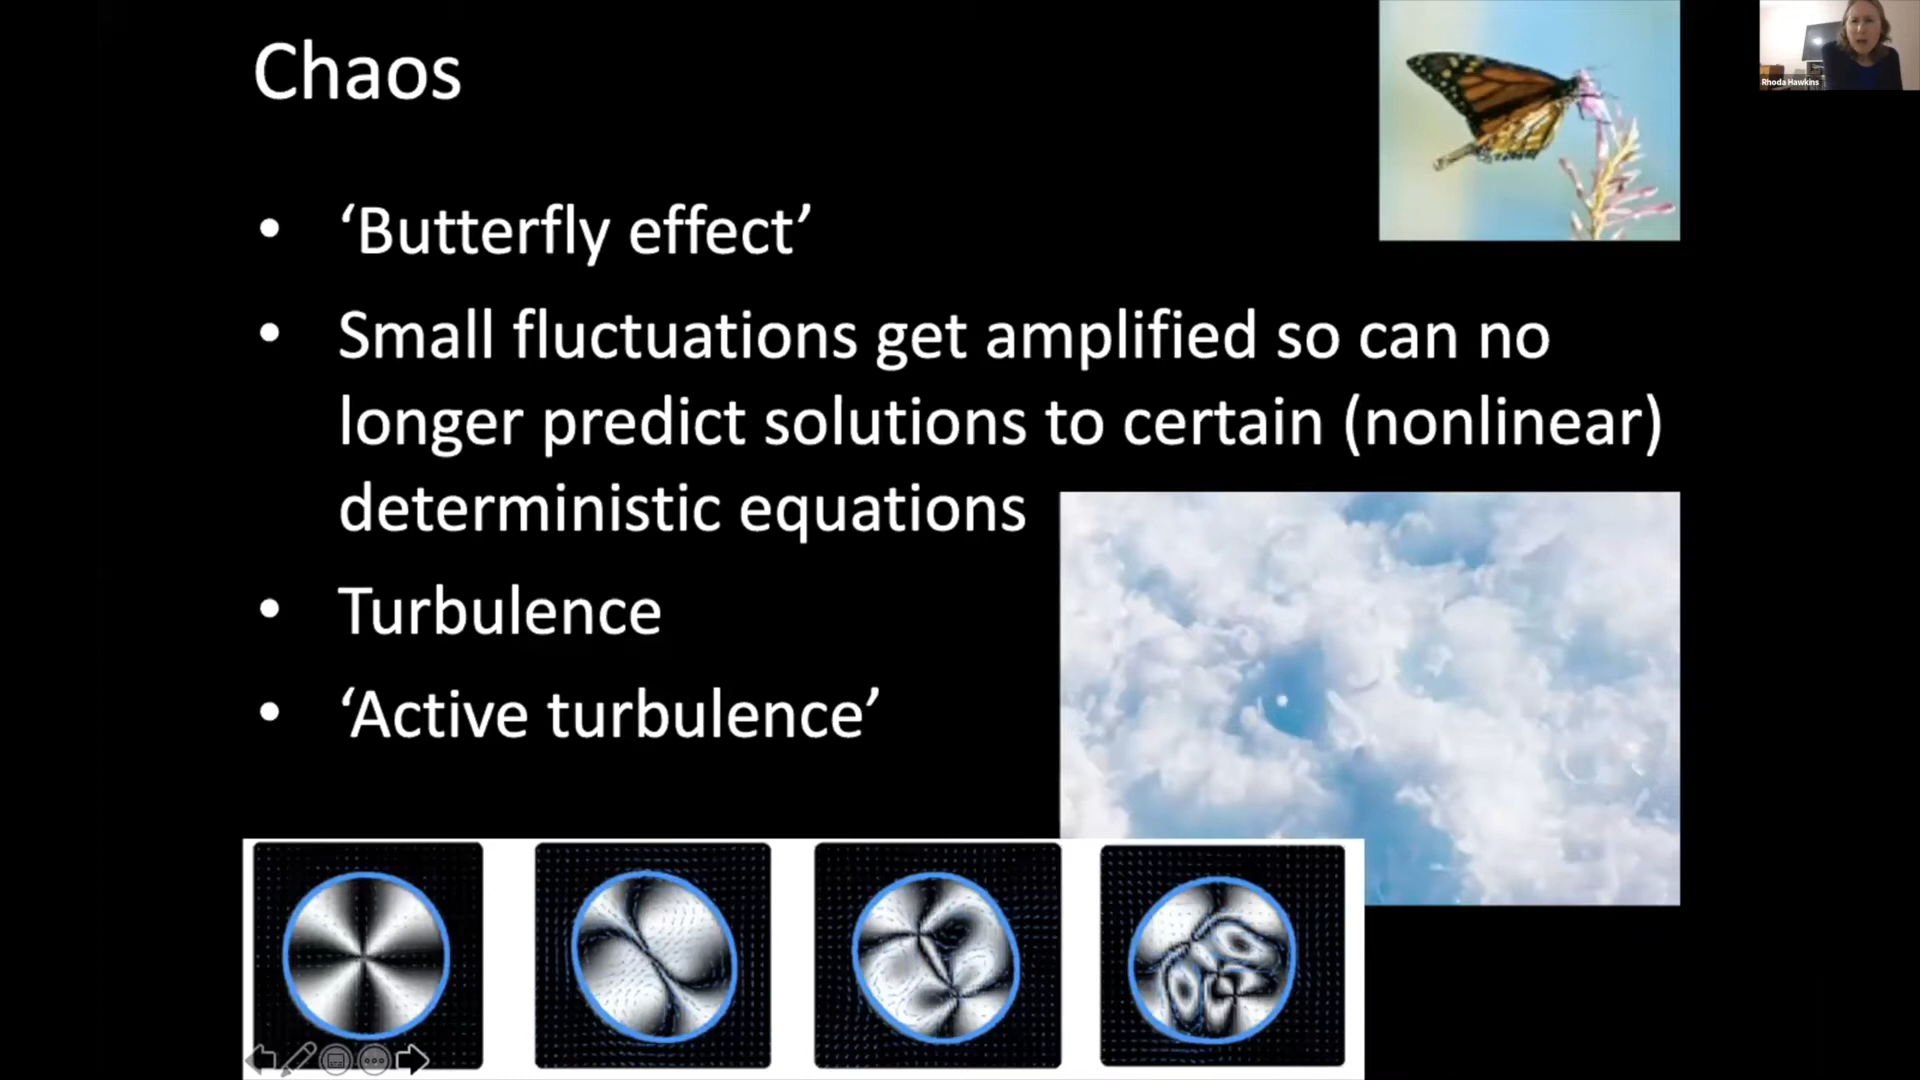 Chaos
Rhoda Hawkins
• ‘Butterfly effect’
• Small fluctuations get amplified so can no
longer predict solutions to certain (nonlinear)
deterministic equations
• Turbulence
• ‘Active turbulence’